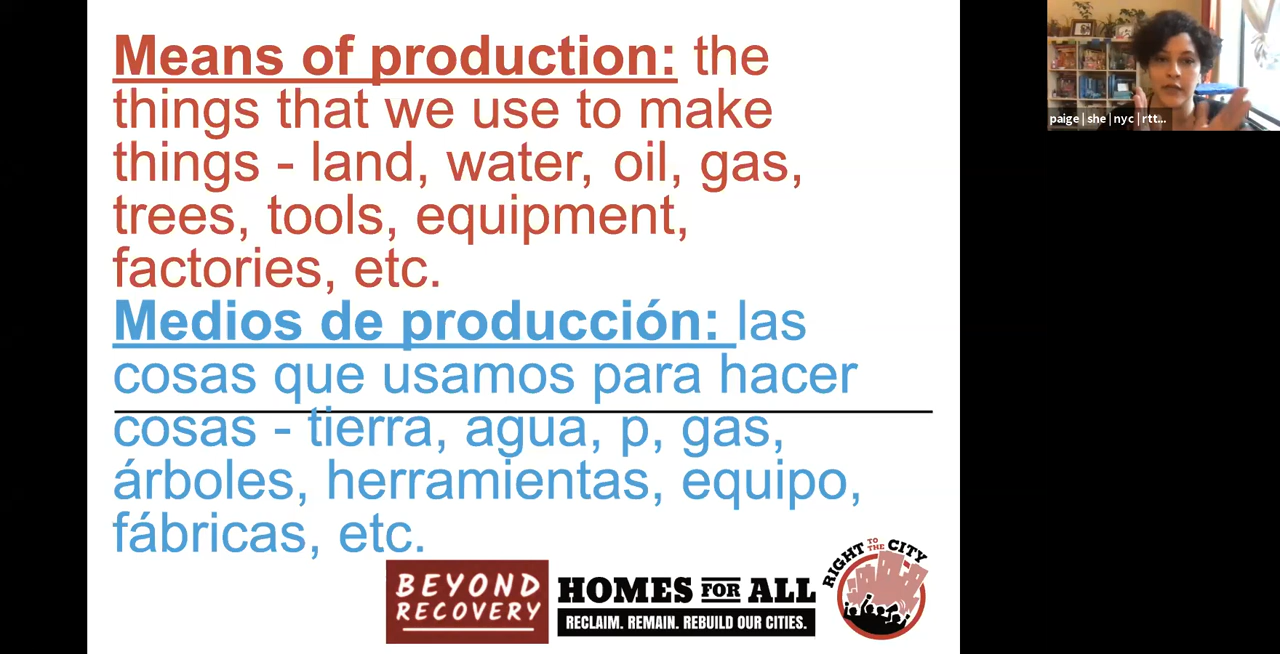 Means of production: the
things that we use to make
things - land, water, oil, gas,
trees, tools, equipment,
factories, etc.
Medios de producción: las
cosas que usamos para hacer
cosas - tierra, agua, p, gas,
árboles, herramientas, equipo,
fábricas, etc.
BEYOND
RECOVERY
HOMES FOR ALL
RECLAIM. REMAIN. REBUILD OUR CITIES.
RIGHT TO THE CITY
paige | she | nyc | rtt...